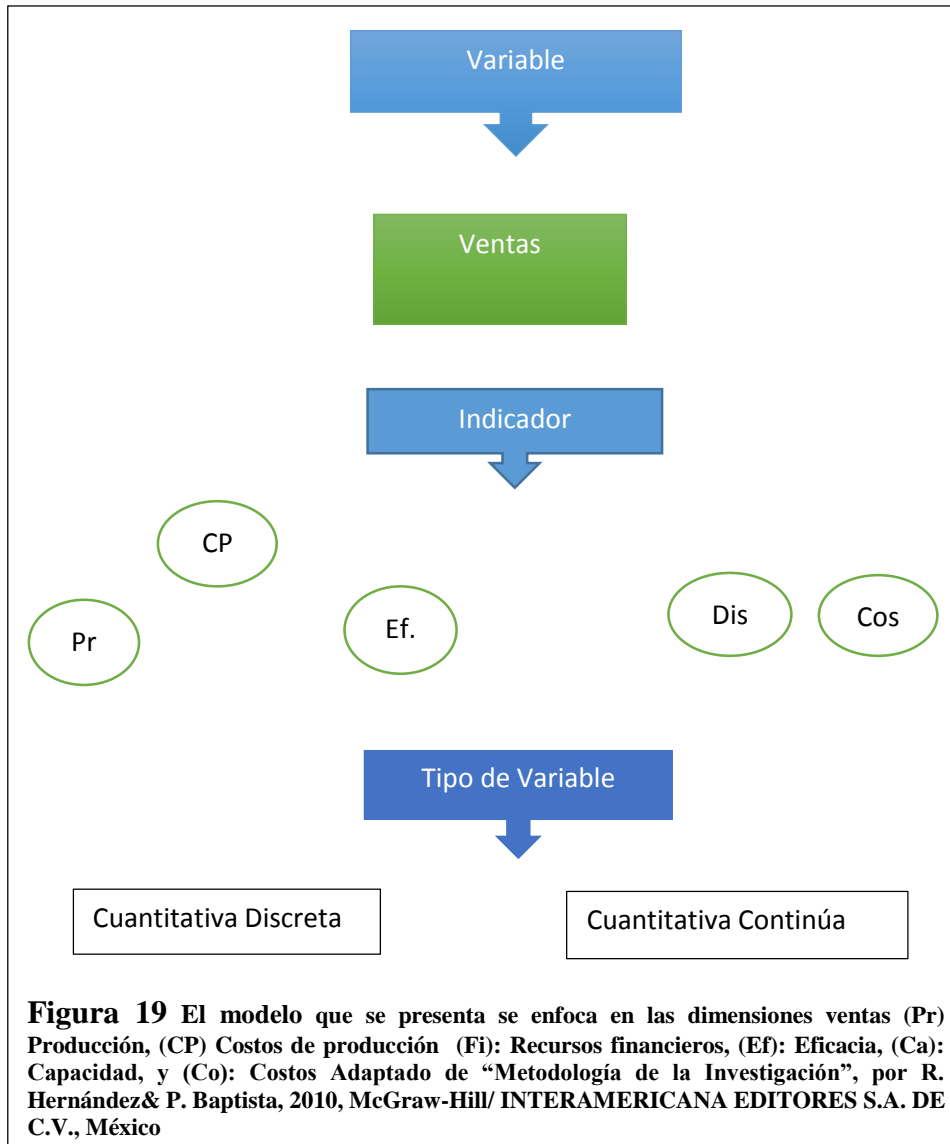 Variable
Ventas
Indicador
CP
Pr
Ef.
Dis
Cos
Tipo de Variable
Cuantitativa Discreta
Cuantitativa Continúa
Figura 19 El modelo que se presenta se enfoca en las dimensiones ventas (Pr)
Producción, (CP) Costos de producción (Fi): Recursos financieros, (Ef): Eficacia, (Ca):
Capacidad, y (Co): Costos Adaptado de “Metodología de la Investigación”, por R.
Hernández& P. Baptista, 2010, McGraw-Hill/ INTERAMERICANA EDITORES S.A. DE
C.V., México